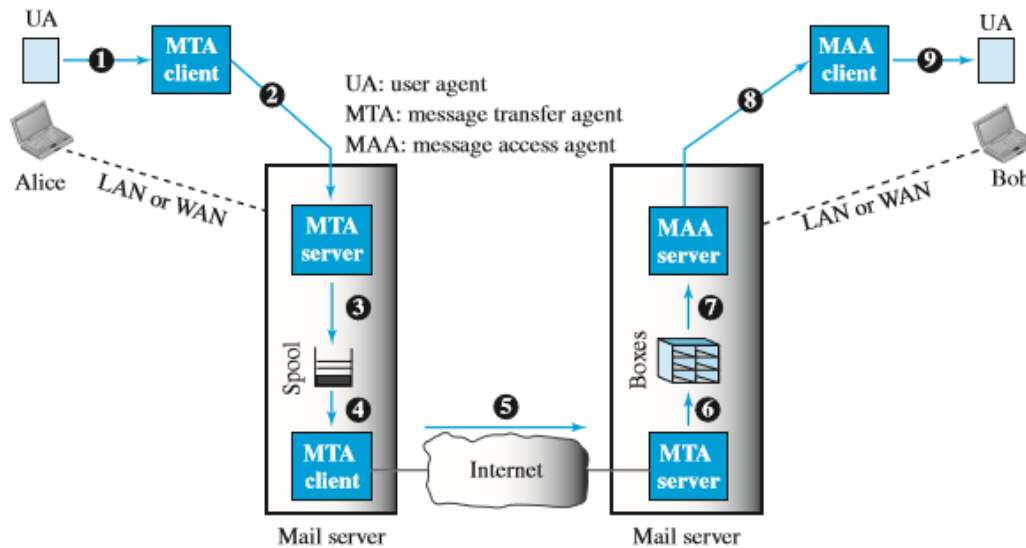 UA
1
MTA
client
2
UA: user agent
MTA: message transfer agent
MAA: message access agent
8
MAA
client
9
UA
Alice
LAN or WAN
MTA
server
3
Spool
4
MTA
client
Mail server
5
Internet
MAA
server
7
Boxes
6
MTA
server
Mail server
LAN or WAN
Bob